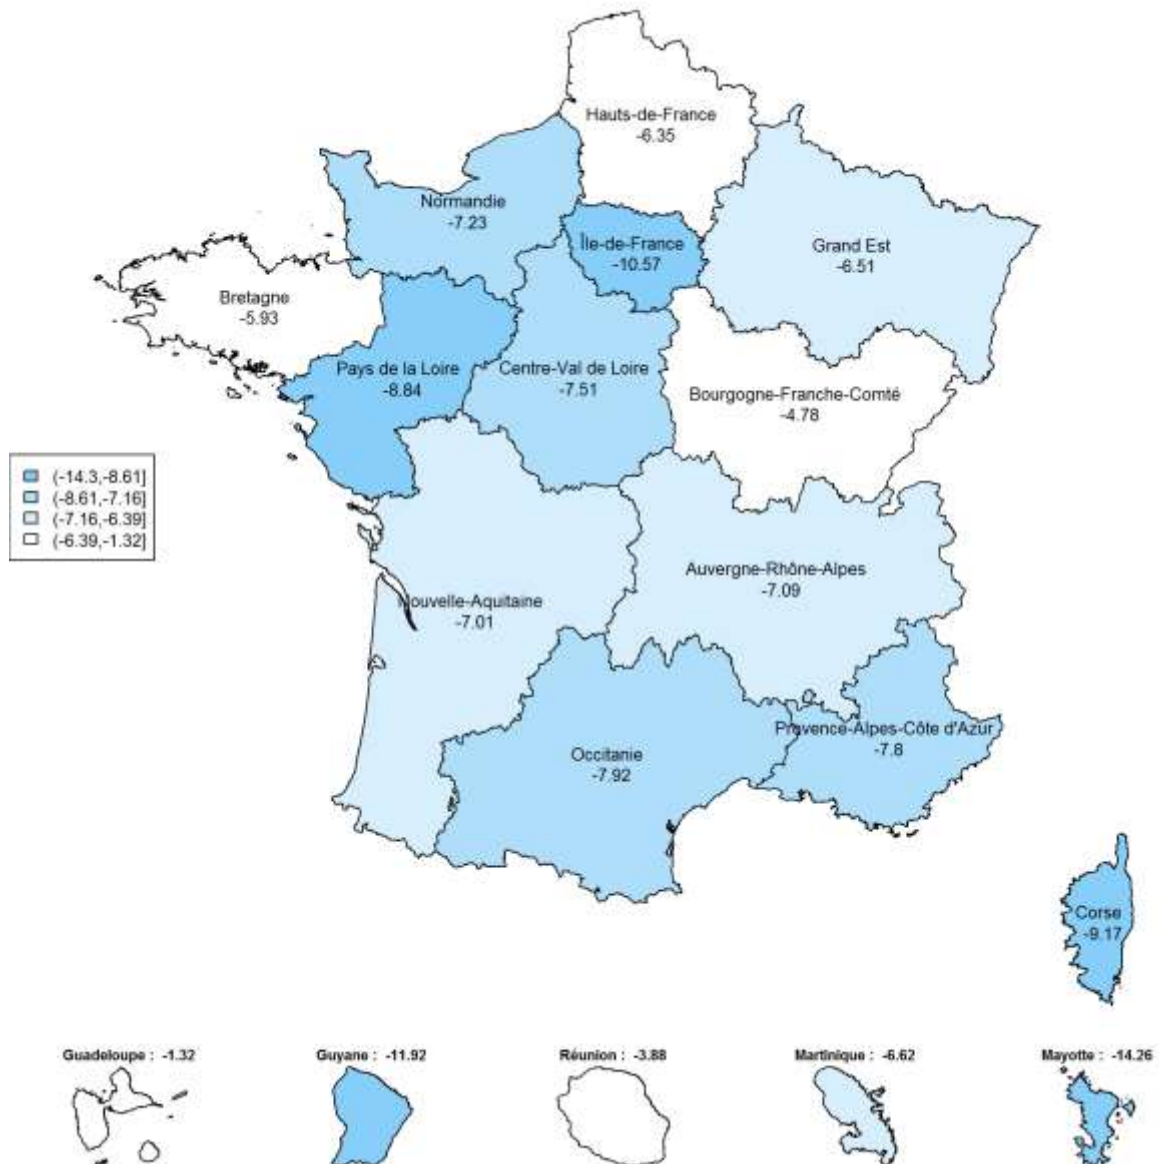 Hauts-de-France
-6.35
Normandie
-7.23
Île-de-France
-10.57
Grand Est
-6.51
Bretagne
-5.93
Pays de la Loire
-8.84
Centre-Val de Loire
-7.51
Bourgogne-Franche-Comté
-4.78
(-14.3,-8.61]
(-8.61,-7.16]
(-7.16,-6.39]
(-6.39,-1.32]
Auvergne-Rhône-Alpes
-7.09
Nouvelle-Aquitaine
-7.01
Provence-Alpes-Côte d'Azur
-7.8
Occitanie
-7.92
Corse
-9.17
Guadeloupe : -1.32
Guyane : -11.92
Réunion : -3.88
Martinique : -6.62
Mayotte : -14.26